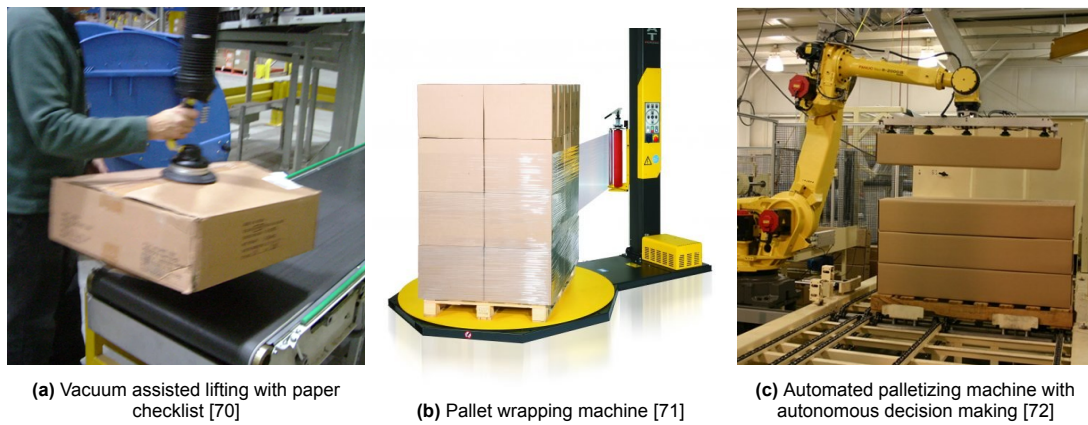 (a) Vacuum assisted lifting with paper
checklist [70]
(b) Pallet wrapping machine [71]
(c) Automated palletizing machine with
autonomous decision making [72]